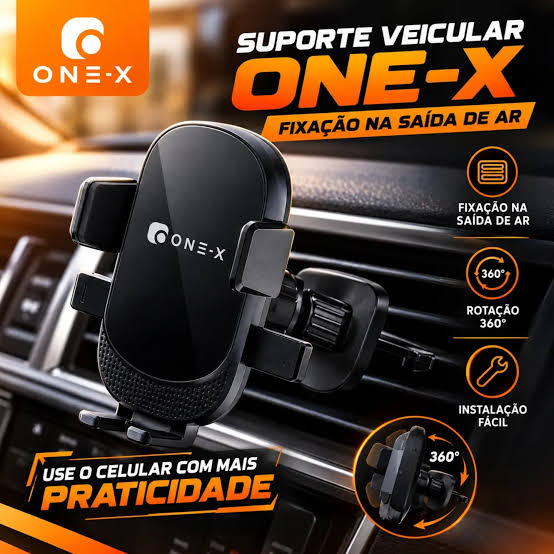 ONE-X
SUPORTE VEICULAR
ONE-X
FIXAÇÃO NA SAÍDA DE AR
FIXAÇÃO NA
SAÍDA DE AR
360°
ROTAÇÃO
360°
INSTALAÇÃO
FÁCIL
ONE-X
360°
USE O CELULAR COM MAIS
PRATICIDADE